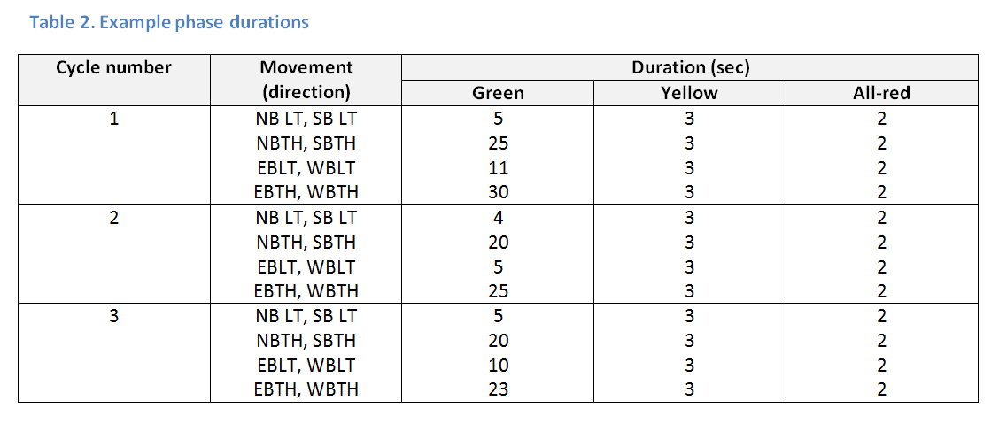 Table 2. Example phase durations
Cycle number Movement Duration (sec)
(direction) Green Yellow All-red
1 NB LT, SB LT 5 3 2
NBTH, SBTH 25 3 2
EBLT, WBLT 11 3 2
EBTH, WBTH 30 3 2
2 NB LT, SB LT 4 3 2
NBTH, SBTH 20 3 2
EBLT, WBLT 5 3 2
EBTH, WBTH 25 3 2
3 NB LT, SB LT 5 3 2
NBTH, SBTH 20 3 2
EBLT, WBLT 10 3 2
EBTH, WBTH 23 3 2